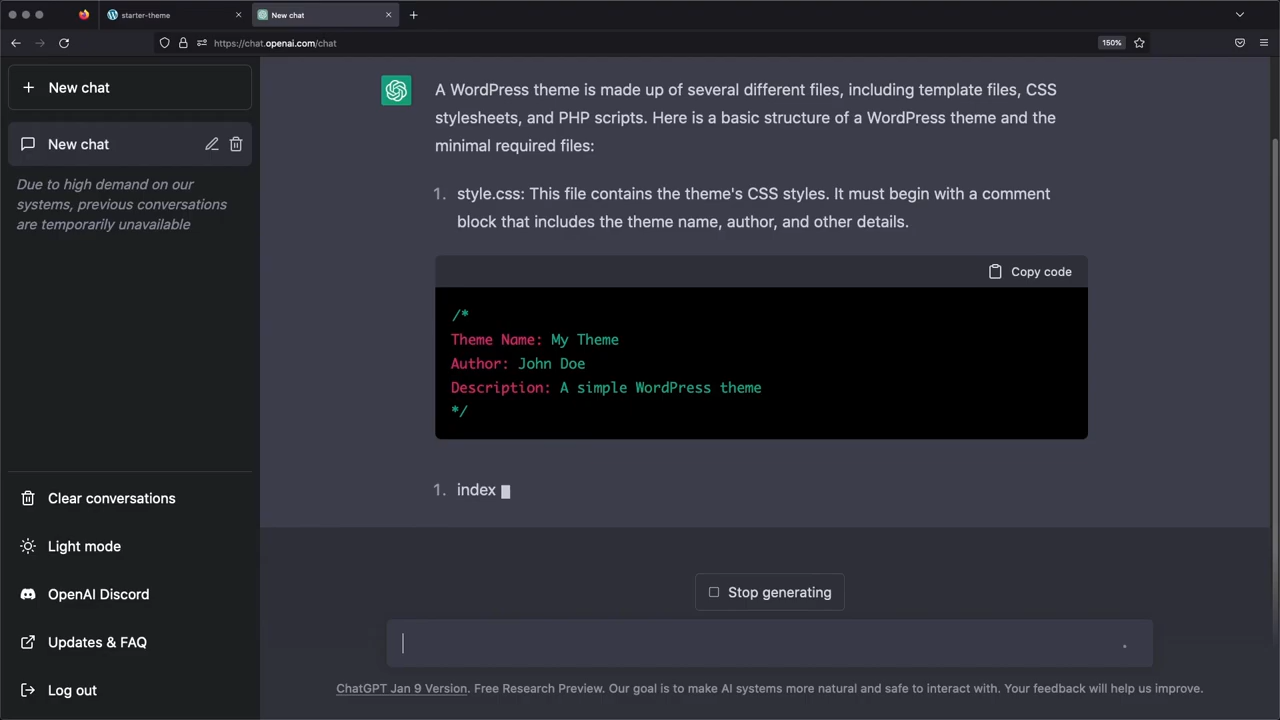 starter-theme
New chat
https://chat.openai.com/chat
150%
New chat
New chat
Due to high demand on our
systems, previous conversations
are temporarily unavailable
Clear conversations
Light mode
OpenAI Discord
Updates & FAQ
Log out
A WordPress theme is made up of several different files, including template files, CSS
stylesheets, and PHP scripts. Here is a basic structure of a WordPress theme and the
minimal required files:
1. style.css: This file contains the theme's CSS styles. It must begin with a comment
block that includes the theme name, author, and other details.
Copy code
/*
Theme Name: My Theme
Author: John Doe
Description: A simple WordPress theme
*/
1. index
Stop generating
ChatGPT Jan 9 Version. Free Research Preview. Our goal is to make AI systems more natural and safe to interact with. Your feedback will help us improve.